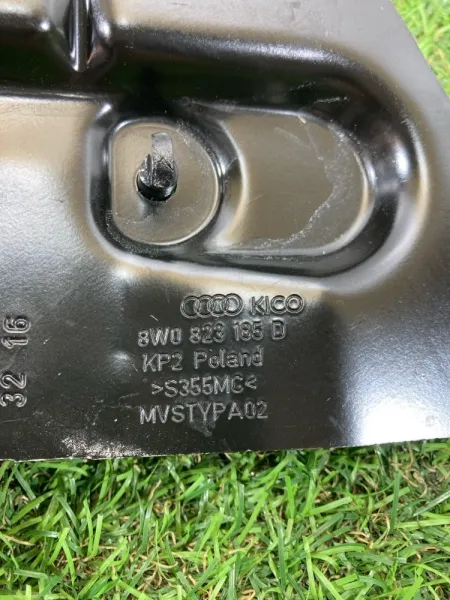 KICO
8W0 823 185 D
KP2 Poland
>S355MC<
MVSTYPA02
32 16